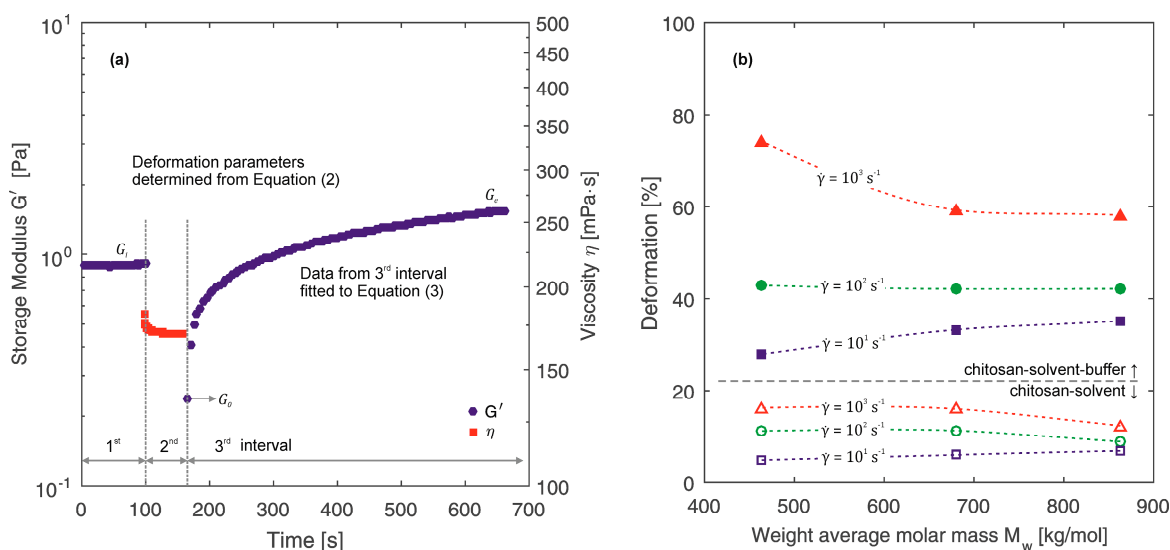 (a)
Storage Modulus G′ [Pa]
10¹
10⁰
10⁻¹
Deformation parameters
determined from Equation (2)
Gᵢ
Gₑ
Data from 3ʳᵈ interval
fitted to Equation (3)
G₀
G′
η
1ˢᵗ
2ⁿᵈ
3ʳᵈ interval
0 100 200 300 400 500 600 700
Time [s]
500
450
400
350
300
250
200
150
100
Viscosity η [mPa·s]
(b)
Deformation [%]
100
80
60
40
20
0
γ̇ = 10³ s⁻¹
γ̇ = 10² s⁻¹
γ̇ = 10¹ s⁻¹
chitosan-solvent-buffer ↑
chitosan-solvent ↓
γ̇ = 10³ s⁻¹
γ̇ = 10² s⁻¹
γ̇ = 10¹ s⁻¹
400 500 600 700 800 900
Weight average molar mass M_w [kg/mol]